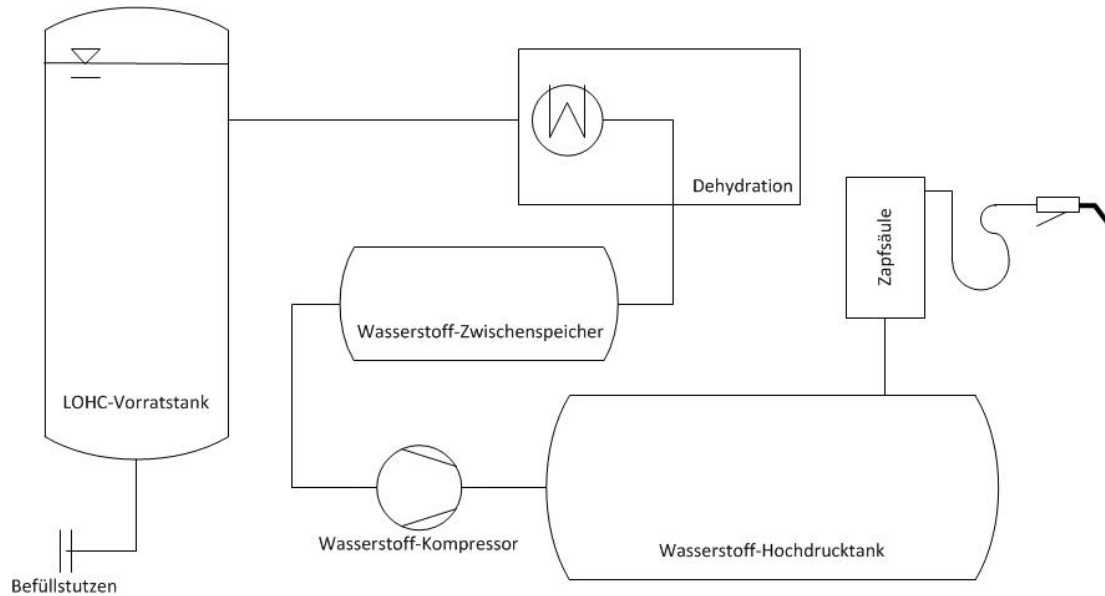 Dehydration
Zapfsäule
Wasserstoff-Zwischenspeicher
LOHC-Vorratstank
Wasserstoff-Kompressor
Wasserstoff-Hochdrucktank
Befüllstutzen